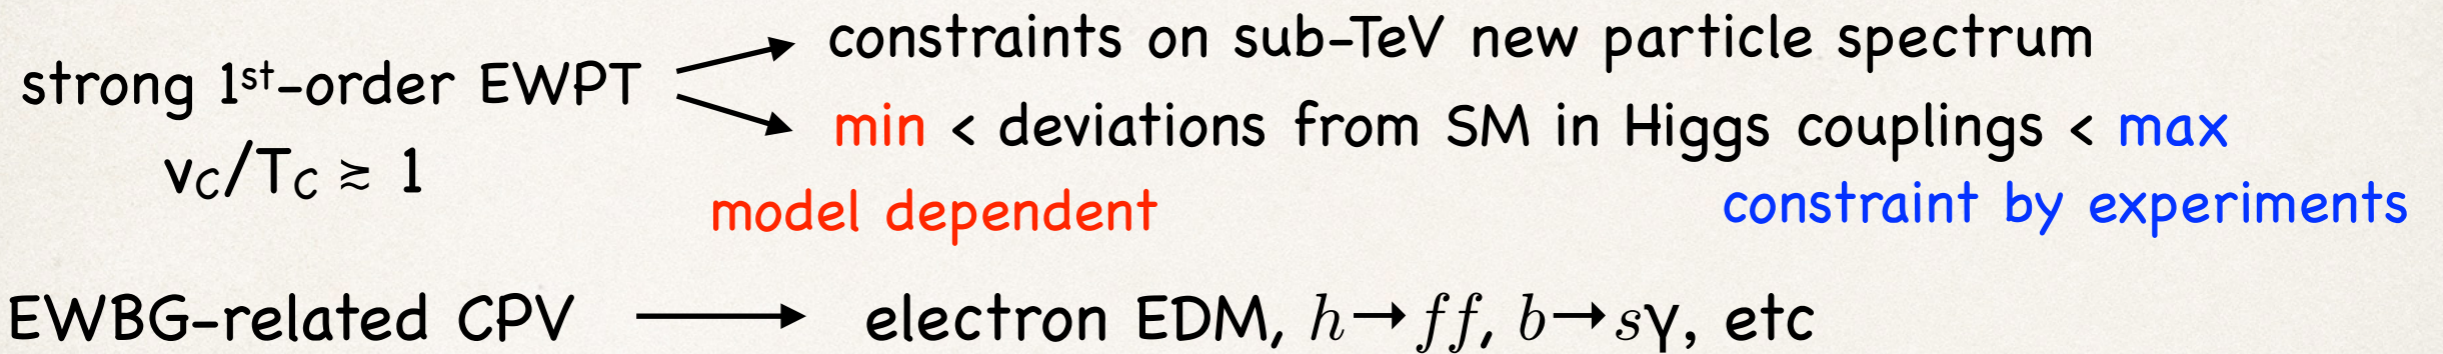 constraints on sub-TeV new particle spectrum
strong 1st-order EWPT
min < deviations from SM in Higgs couplings < max
vC/TC ≳ 1
model dependent
constraint by experiments
EWBG-related CPV → electron EDM, h→ff, b→sγ, etc